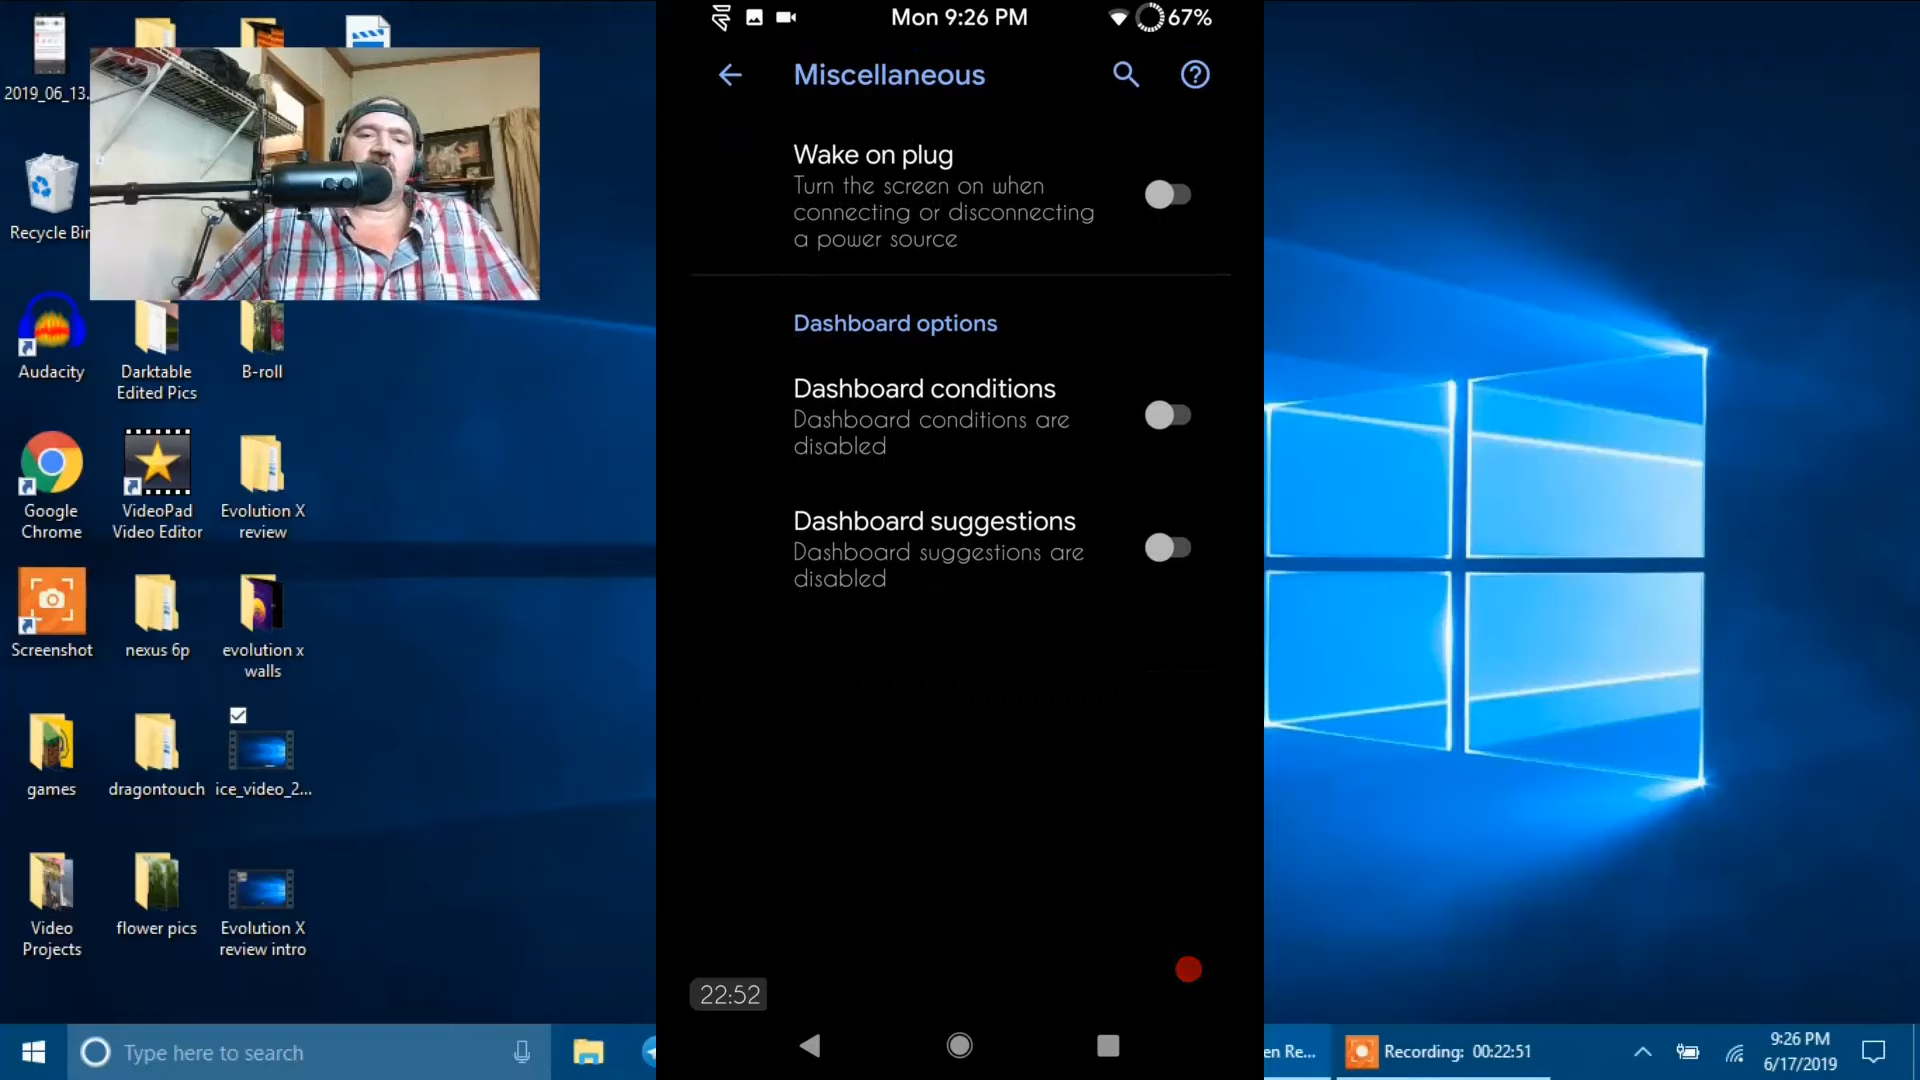 2019_06_13.
Recycle Bin
Audacity
Darktable
Edited Pics
B-roll
Google
Chrome
VideoPad
Video Editor
Evolution X
review
Screenshot
nexus 6p
evolution x
walls
games
dragontouch
ice_video_2...
Video
Projects
flower pics
Evolution X
review intro
Type here to search
Mon 9:26 PM
67%
Miscellaneous
Wake on plug
Turn the screen on when
connecting or disconnecting
a power source
Dashboard options
Dashboard conditions
Dashboard conditions are
disabled
Dashboard suggestions
Dashboard suggestions are
disabled
22:52
en Re...
Recording: 00:22:51
9:26 PM
6/17/2019